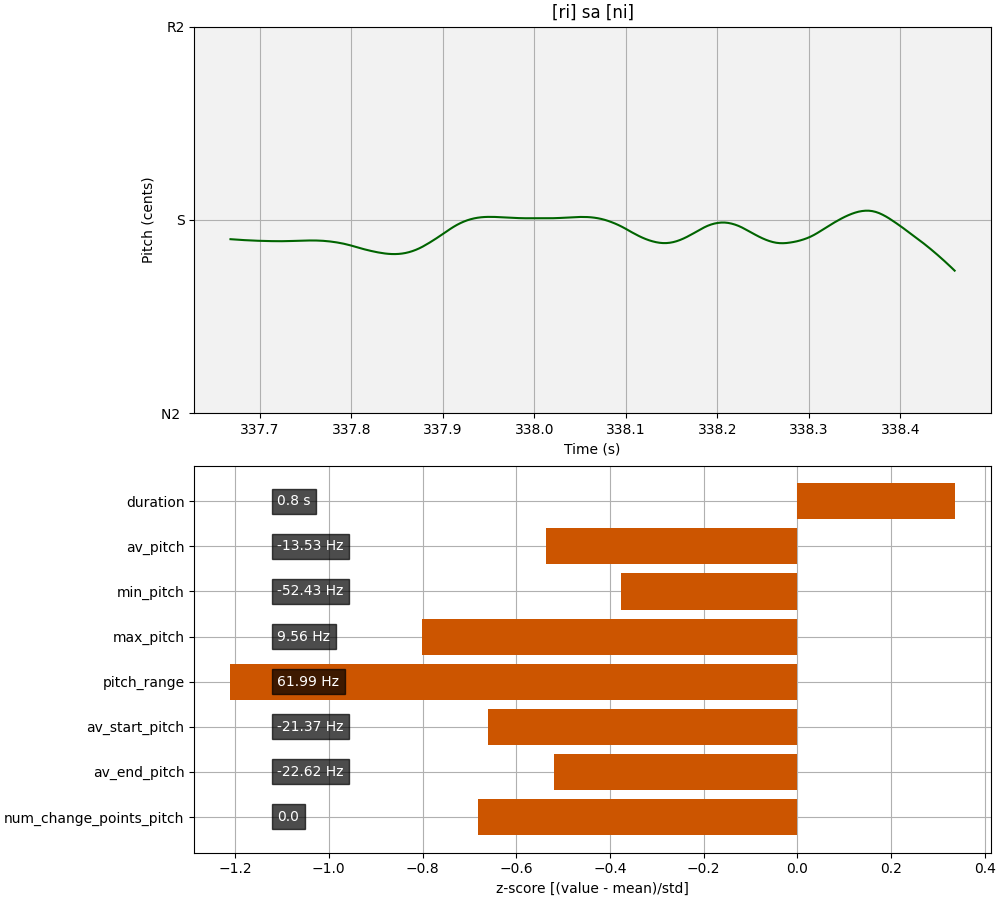 [ri] sa [ni]
R2
S
N2
Pitch (cents)
337.7 337.8 337.9 338.0 338.1 338.2 338.3 338.4
Time (s)
duration 0.8 s
av_pitch -13.53 Hz
min_pitch -52.43 Hz
max_pitch 9.56 Hz
pitch_range 61.99 Hz
av_start_pitch -21.37 Hz
av_end_pitch -22.62 Hz
num_change_points_pitch 0.0
−1.2 −1.0 −0.8 −0.6 −0.4 −0.2 0.0 0.2 0.4
z-score [(value - mean)/std]